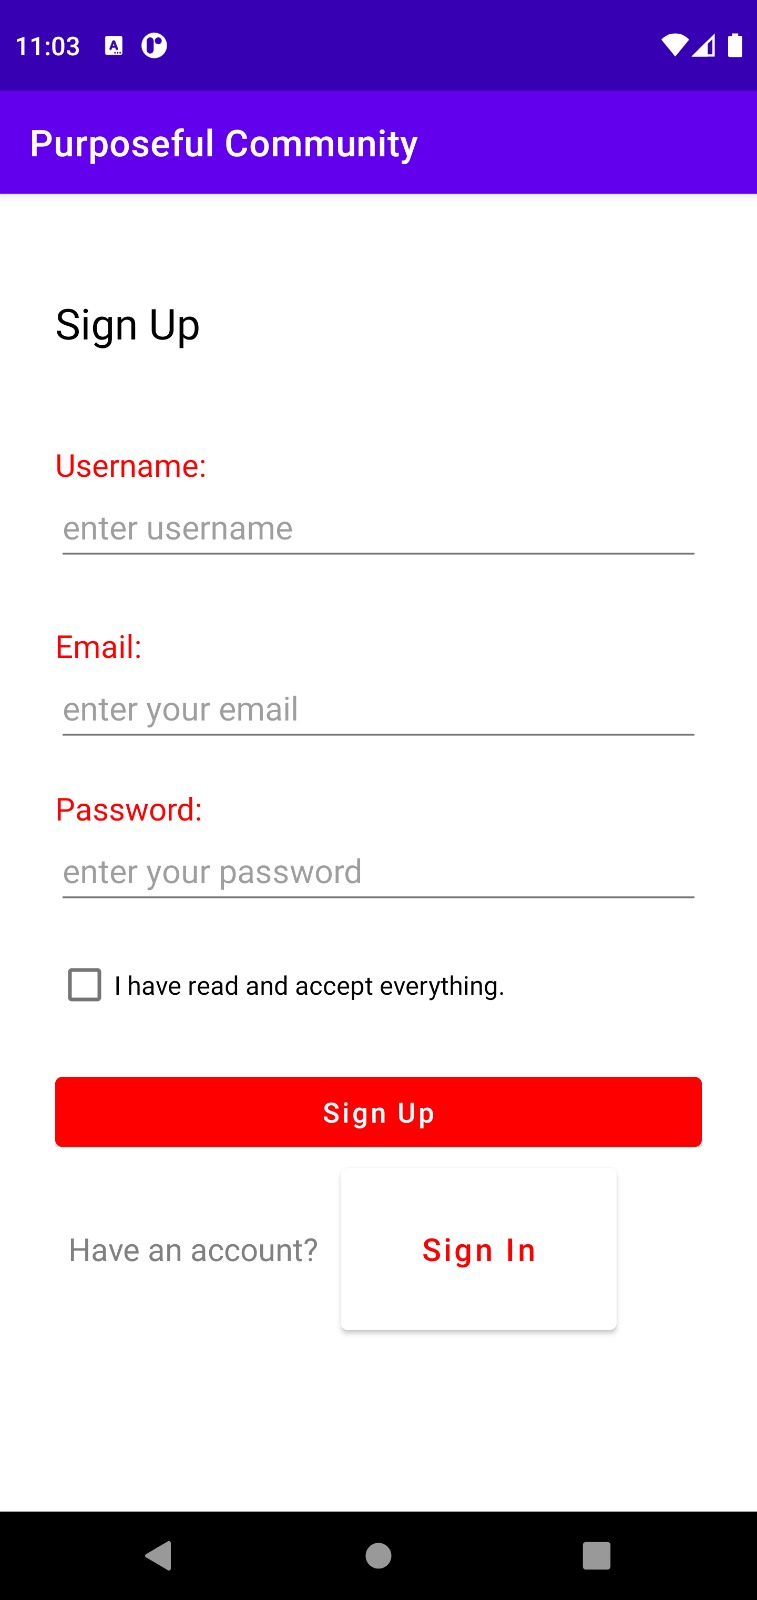 11:03
Purposeful Community
Sign Up
Username:
enter username
Email:
enter your email
Password:
enter your password
I have read and accept everything.
Sign Up
Have an account? Sign In